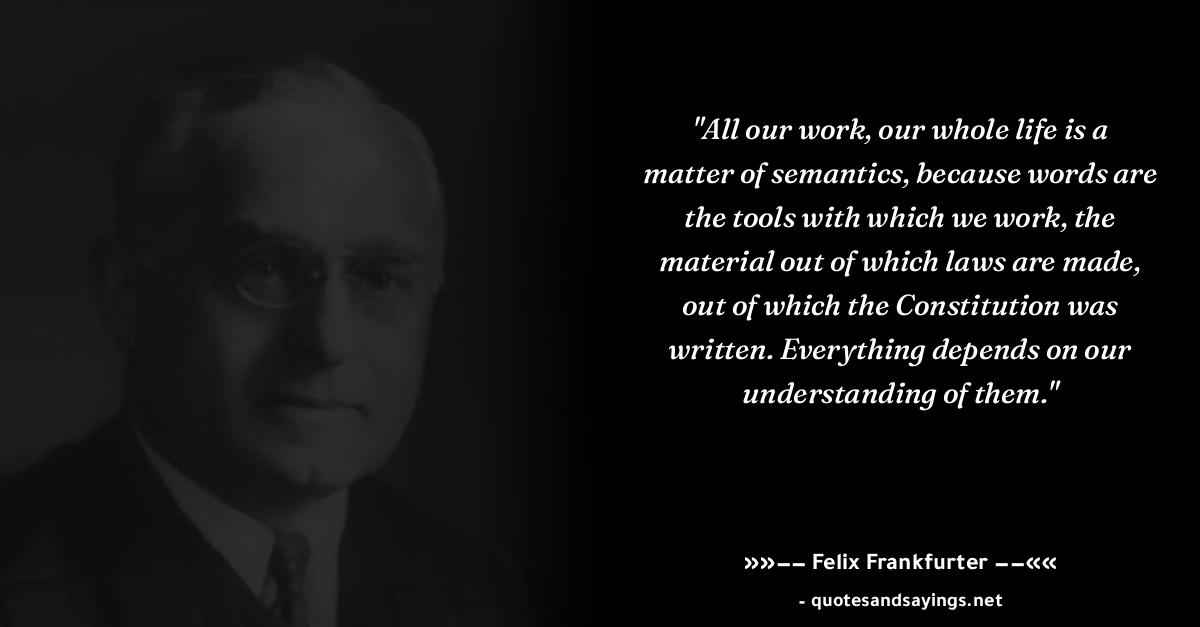 "All our work, our whole life is a
matter of semantics, because words are
the tools with which we work, the
material out of which laws are made,
out of which the Constitution was
written. Everything depends on our
understanding of them."
»»-- Felix Frankfurter --««
- quotesandsayings.net